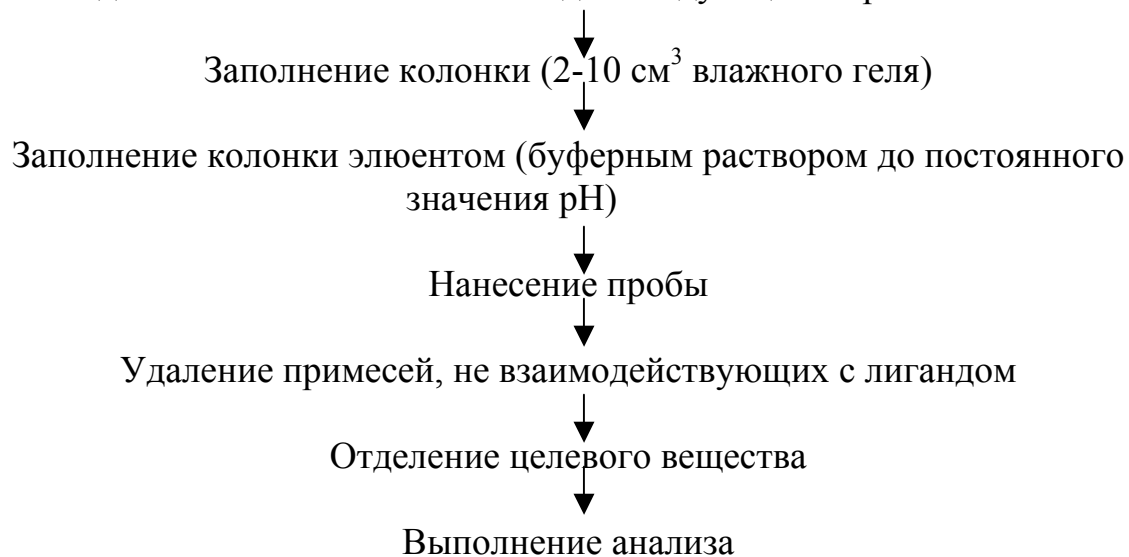 Заполнение колонки (2-10 см³ влажного геля)
Заполнение колонки элюентом (буферным раствором до постоянного
значения рН)
Нанесение пробы
Удаление примесей, не взаимодействующих с лигандом
Отделение целевого вещества
Выполнение анализа